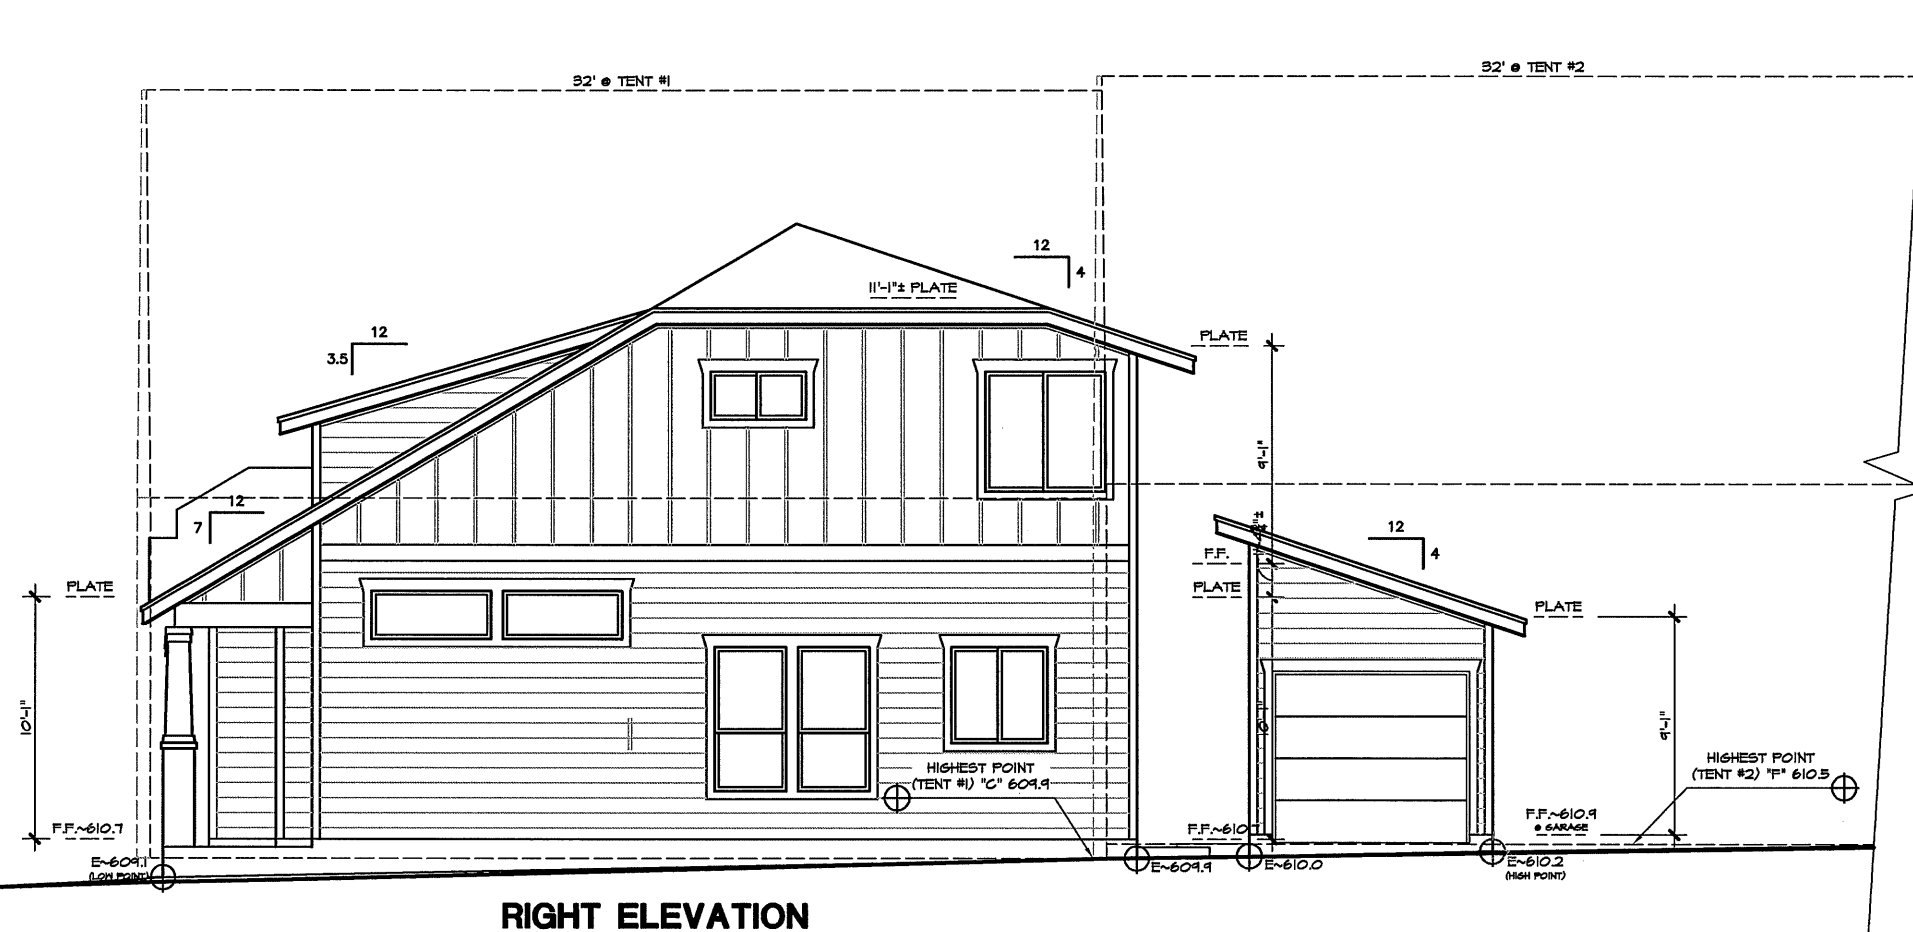 32' @ TENT #1
32' @ TENT #2
12
4
11'-1"± PLATE
PLATE
12
3.5
9'-1"
12
7
12
4
F.F.
PLATE
PLATE
PLATE
10'-1"
9'-1"
10'-1"
HIGHEST POINT
(TENT #1) "C" 609.9
HIGHEST POINT
(TENT #2) "F" 610.5
F.F.~610.7
F.F.~610.7
F.F.~610.9
@ GARAGE
E~609.1
(LOW POINT)
E~609.9
E~610.0
E~610.2
(HIGH POINT)
RIGHT ELEVATION